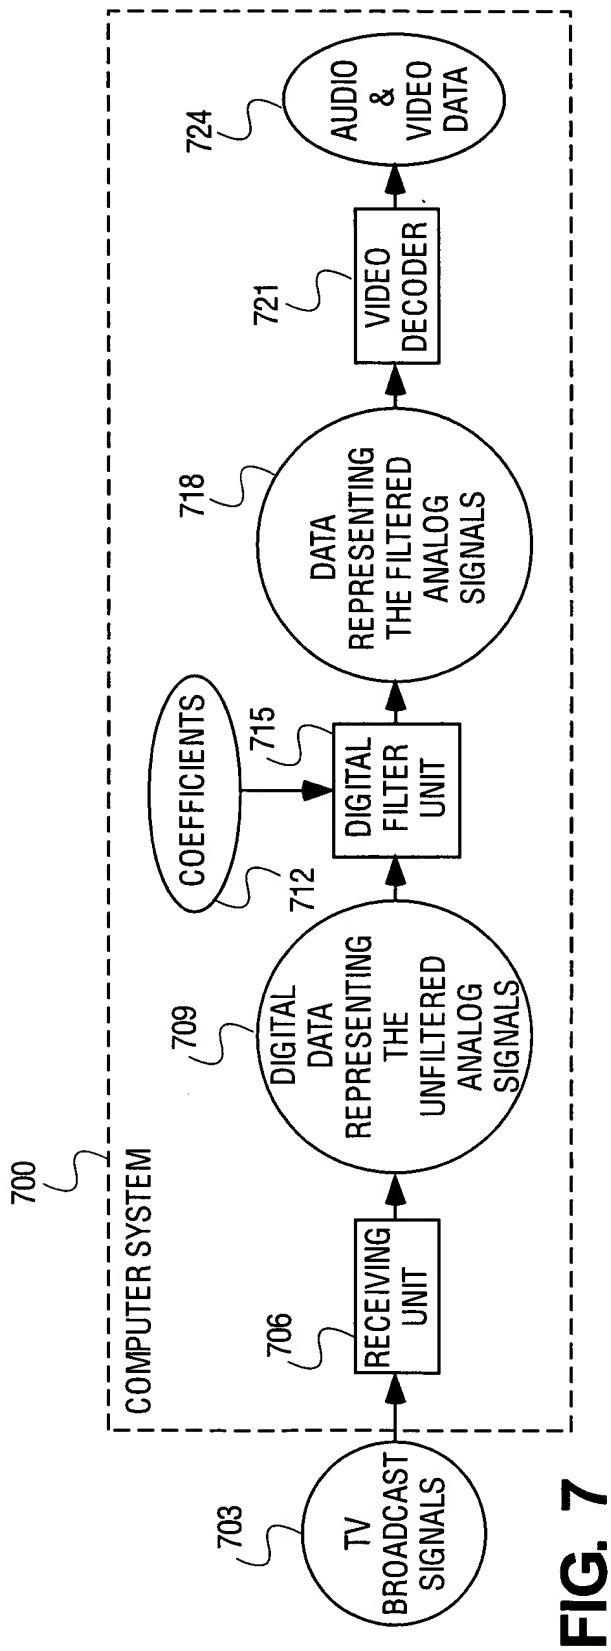 700
COMPUTER SYSTEM
703
TV
BROADCAST
SIGNALS
706
RECEIVING
UNIT
709
DIGITAL
DATA
REPRESENTING
THE
UNFILTERED
ANALOG
SIGNALS
COEFFICIENTS
712
715
DIGITAL
FILTER
UNIT
718
DATA
REPRESENTING
THE FILTERED
ANALOG
SIGNALS
721
VIDEO
DECODER
724
AUDIO
&
VIDEO
DATA
FIG. 7